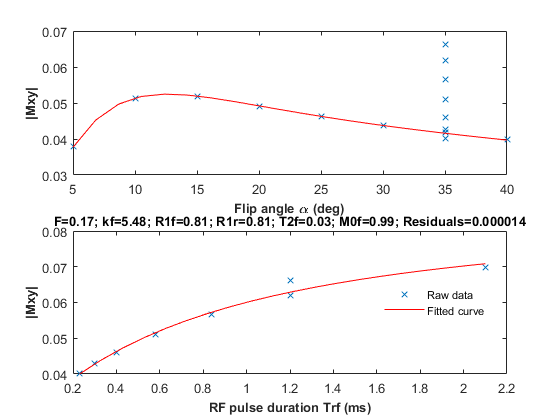 0.07
0.06
0.05
0.04
0.03
|Mxy|
5 10 15 20 25 30 35 40
Flip angle α (deg)
F=0.17; kf=5.48; R1f=0.81; R1r=0.81; T2f=0.03; M0f=0.99; Residuals=0.000014
0.08
0.07
0.06
0.05
0.04
|Mxy|
Raw data
Fitted curve
0.2 0.4 0.6 0.8 1 1.2 1.4 1.6 1.8 2 2.2
RF pulse duration Trf (ms)